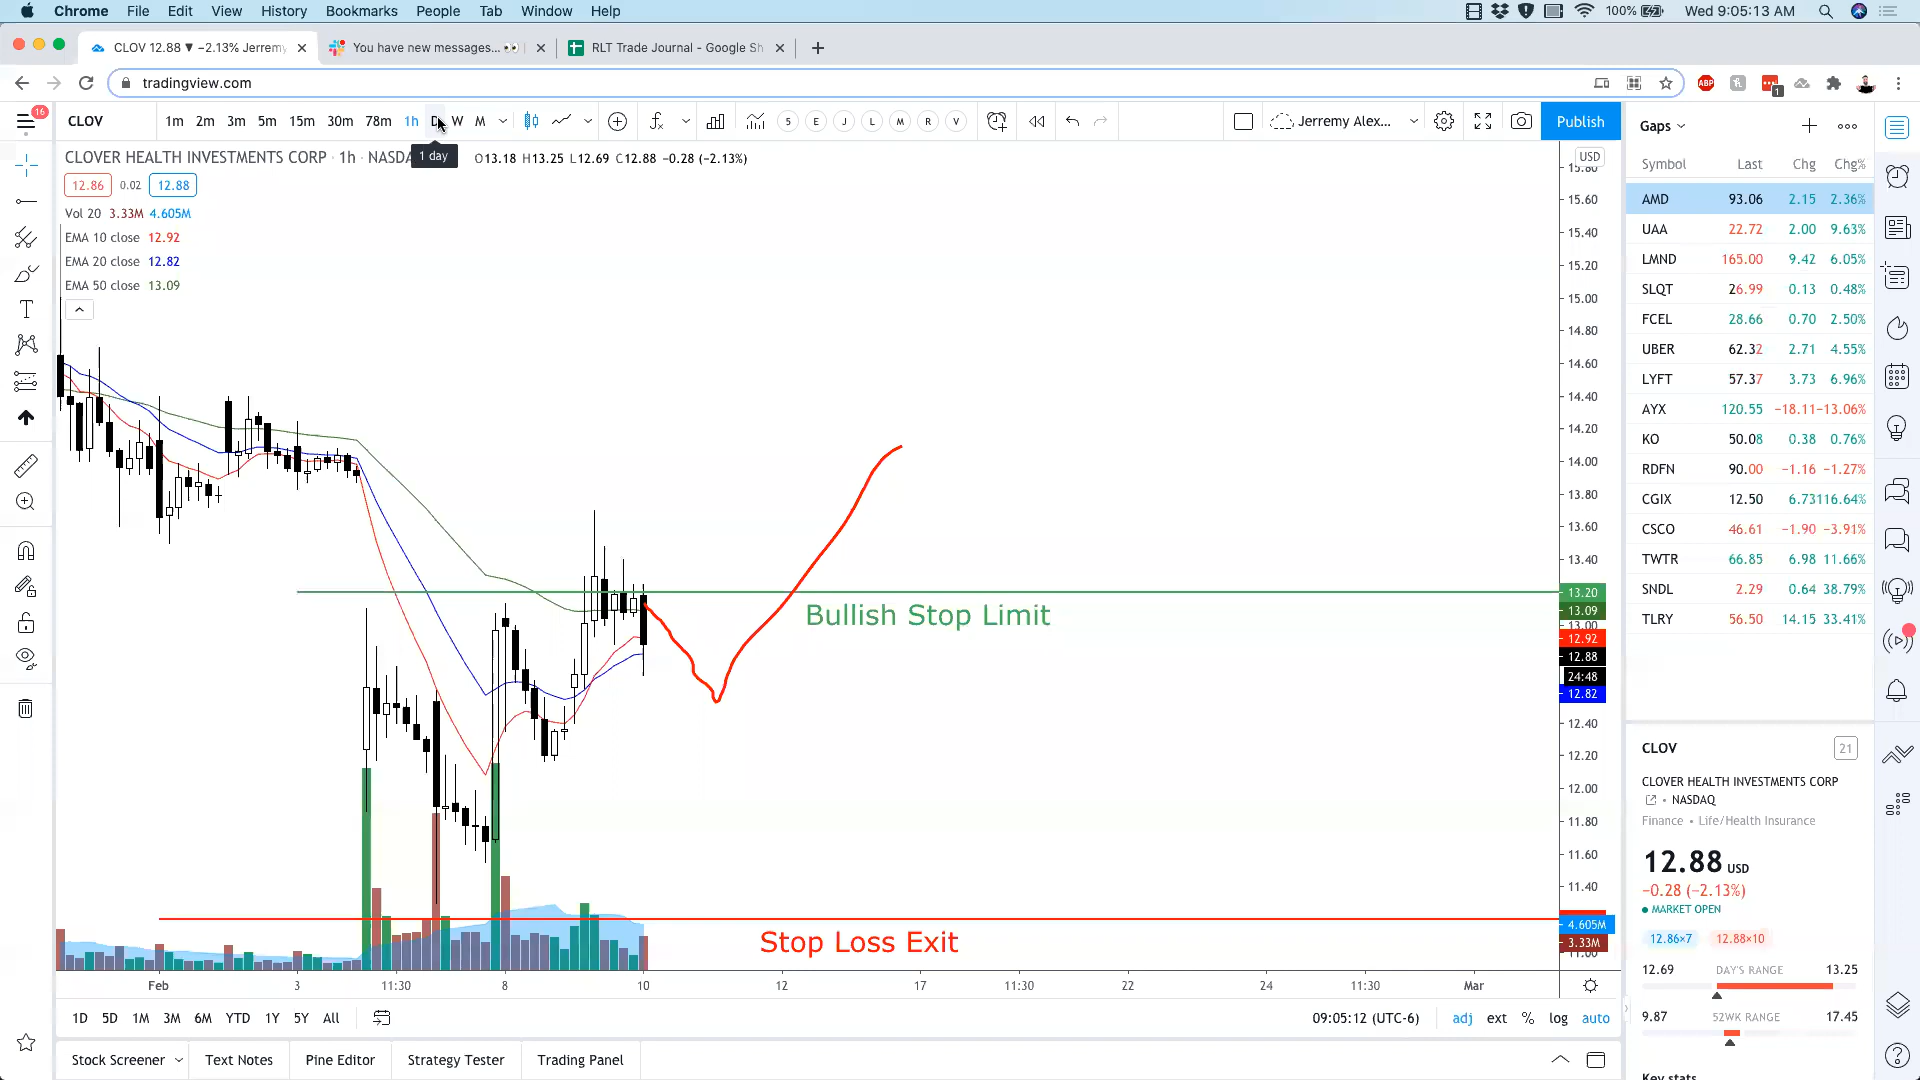 Chrome File Edit View History Bookmarks People Tab Window Help 100% Wed 9:05:13 AM
CLOV 12.88 ▼ −2.13% Jerremy You have new messages... 👀 RLT Trade Journal - Google Sh
tradingview.com ABP 1
16 CLOV 1m 2m 3m 5m 15m 30m 78m 1h D W M S E J L M R V Jerremy Alex... Publish Gaps
1 day
CLOVER HEALTH INVESTMENTS CORP · 1h · NASDA O13.18 H13.25 L12.69 C12.88 −0.28 (−2.13%)
12.86 0.02 12.88
Vol 20 3.33M 4.605M
EMA 10 close 12.92
EMA 20 close 12.82
EMA 50 close 13.09
Bullish Stop Limit
Stop Loss Exit
USD
15.80
15.60
15.40
15.20
15.00
14.80
14.60
14.40
14.20
14.00
13.80
13.60
13.40
13.20
13.09
13.00
12.92
12.88
24:48
12.82
12.40
12.20
12.00
11.80
11.60
11.40
4.605M
3.33M
11.00
Feb 3 11:30 8 10 12 17 11:30 22 24 11:30 Mar
1D 5D 1M 3M 6M YTD 1Y 5Y All 09:05:12 (UTC-6) adj ext % log auto
Stock Screener Text Notes Pine Editor Strategy Tester Trading Panel
Symbol Last Chg Chg%
AMD 93.06 2.15 2.36%
UAA 22.72 2.00 9.63%
LMND 165.00 9.42 6.05%
SLQT 26.99 0.13 0.48%
FCEL 28.66 0.70 2.50%
UBER 62.32 2.71 4.55%
LYFT 57.37 3.73 6.96%
AYX 120.55 −18.11 −13.06%
KO 50.08 0.38 0.76%
RDFN 90.00 −1.16 −1.27%
CGIX 12.50 6.73 116.64%
CSCO 46.61 −1.90 −3.91%
TWTR 66.85 6.98 11.66%
SNDL 2.29 0.64 38.79%
TLRY 56.50 14.15 33.41%
CLOV 21
CLOVER HEALTH INVESTMENTS CORP
• NASDAQ
Finance • Life/Health Insurance
12.88 USD
−0.28 (−2.13%)
● MARKET OPEN
12.86×7 12.88×10
12.69 DAY'S RANGE 13.25
9.87 52WK RANGE 17.45
Key stats